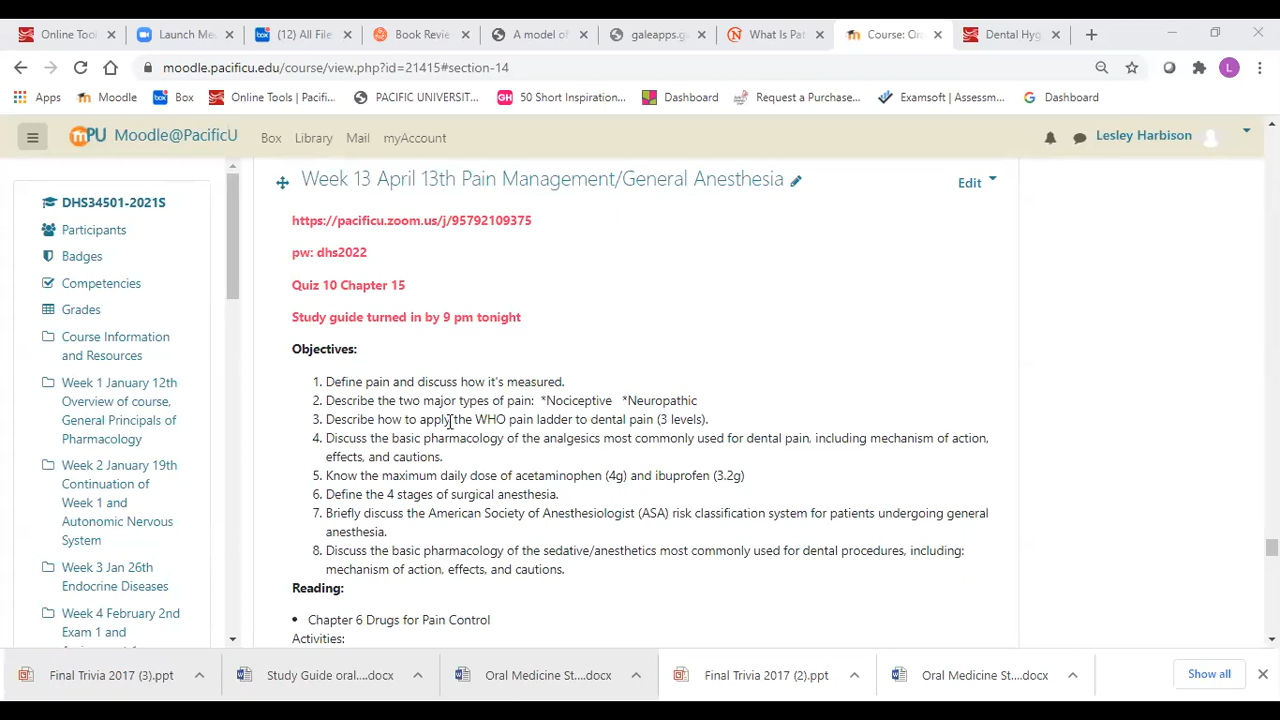 Online Tool
Launch Me
(12) All File
Book Revie
A model of
galeapps.ga
What Is Pat
Course: Or
Dental Hyg
moodle.pacificu.edu/course/view.php?id=21415#section-14
L
Apps
Moodle
Box
Online Tools | Pacifi...
PACIFIC UNIVERSIT...
GH 50 Short Inspiration...
Dashboard
Request a Purchase...
Examsoft | Assessm...
Dashboard
mPU Moodle@PacificU
Box Library Mail myAccount
Lesley Harbison
DHS34501-2021S
Participants
Badges
Competencies
Grades
Course Information
and Resources
Week 1 January 12th
Overview of course,
General Principals of
Pharmacology
Week 2 January 19th
Continuation of
Week 1 and
Autonomic Nervous
System
Week 3 Jan 26th
Endocrine Diseases
Week 4 February 2nd
Exam 1 and
Week 13 April 13th Pain Management/General Anesthesia
Edit
https://pacificu.zoom.us/j/95792109375
pw: dhs2022
Quiz 10 Chapter 15
Study guide turned in by 9 pm tonight
Objectives:
1. Define pain and discuss how it's measured.
2. Describe the two major types of pain: *Nociceptive *Neuropathic
3. Describe how to apply the WHO pain ladder to dental pain (3 levels).
4. Discuss the basic pharmacology of the analgesics most commonly used for dental pain, including mechanism of action,
effects, and cautions.
5. Know the maximum daily dose of acetaminophen (4g) and ibuprofen (3.2g)
6. Define the 4 stages of surgical anesthesia.
7. Briefly discuss the American Society of Anesthesiologist (ASA) risk classification system for patients undergoing general
anesthesia.
8. Discuss the basic pharmacology of the sedative/anesthetics most commonly used for dental procedures, including:
mechanism of action, effects, and cautions.
Reading:
• Chapter 6 Drugs for Pain Control
Activities:
Final Trivia 2017 (3).ppt
Study Guide oral....docx
Oral Medicine St....docx
Final Trivia 2017 (2).ppt
Oral Medicine St....docx
Show all